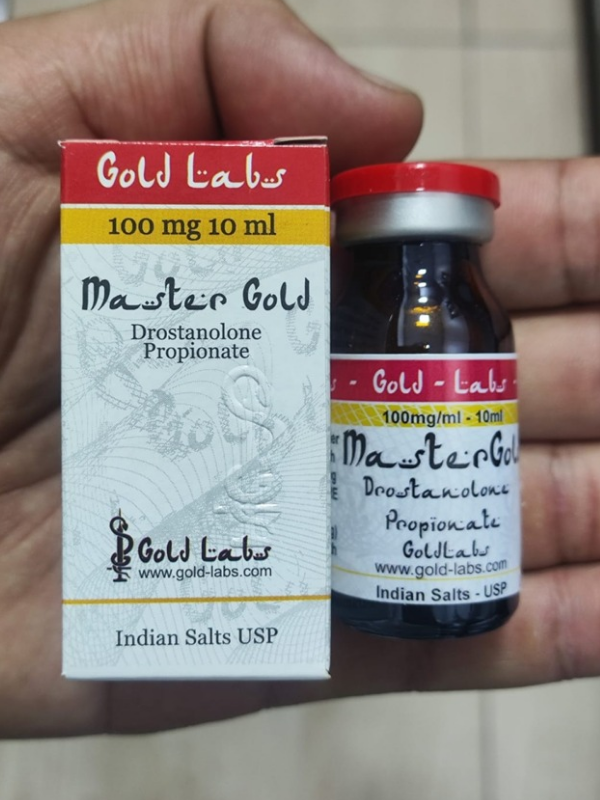 Gold Labs
100 mg 10 ml
Master Gold
Drostanolone
Propionate
Gold Labs
www.gold-labs.com
Indian Salts USP
- Gold - Labs -
100mg/ml - 10ml
MasterGol
Drostanolone
Propionate
GoldLabs
www.gold-labs.com
Indian Salts - USP